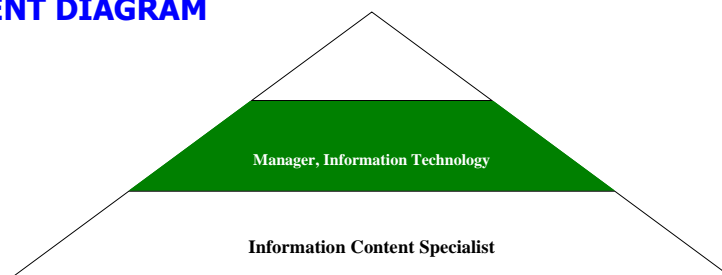 ENT DIAGRAM
Manager, Information Technology
Information Content Specialist